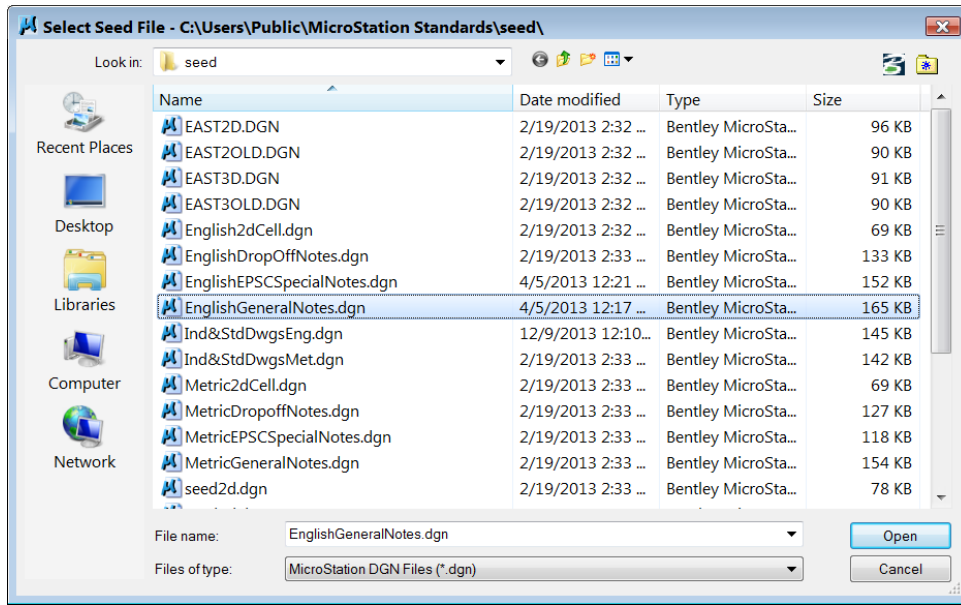 Select Seed File - C:\Users\Public\MicroStation Standards\seed\
Look in: seed
Recent Places
Desktop
Libraries
Computer
Network
Name Date modified Type Size
EAST2D.DGN 2/19/2013 2:32 ... Bentley MicroSta... 96 KB
EAST2OLD.DGN 2/19/2013 2:32 ... Bentley MicroSta... 90 KB
EAST3D.DGN 2/19/2013 2:32 ... Bentley MicroSta... 91 KB
EAST3OLD.DGN 2/19/2013 2:32 ... Bentley MicroSta... 90 KB
English2dCell.dgn 2/19/2013 2:32 ... Bentley MicroSta... 69 KB
EnglishDropOffNotes.dgn 2/19/2013 2:33 ... Bentley MicroSta... 133 KB
EnglishEPSCSpecialNotes.dgn 4/5/2013 12:21 ... Bentley MicroSta... 152 KB
EnglishGeneralNotes.dgn 4/5/2013 12:17 ... Bentley MicroSta... 165 KB
Ind&StdDwgsEng.dgn 12/9/2013 12:10... Bentley MicroSta... 145 KB
Ind&StdDwgsMet.dgn 2/19/2013 2:33 ... Bentley MicroSta... 142 KB
Metric2dCell.dgn 2/19/2013 2:33 ... Bentley MicroSta... 69 KB
MetricDropoffNotes.dgn 2/19/2013 2:33 ... Bentley MicroSta... 127 KB
MetricEPSCSpecialNotes.dgn 2/19/2013 2:33 ... Bentley MicroSta... 118 KB
MetricGeneralNotes.dgn 2/19/2013 2:33 ... Bentley MicroSta... 154 KB
seed2d.dgn 2/19/2013 2:33 ... Bentley MicroSta... 78 KB
File name: EnglishGeneralNotes.dgn Open
Files of type: MicroStation DGN Files (*.dgn) Cancel